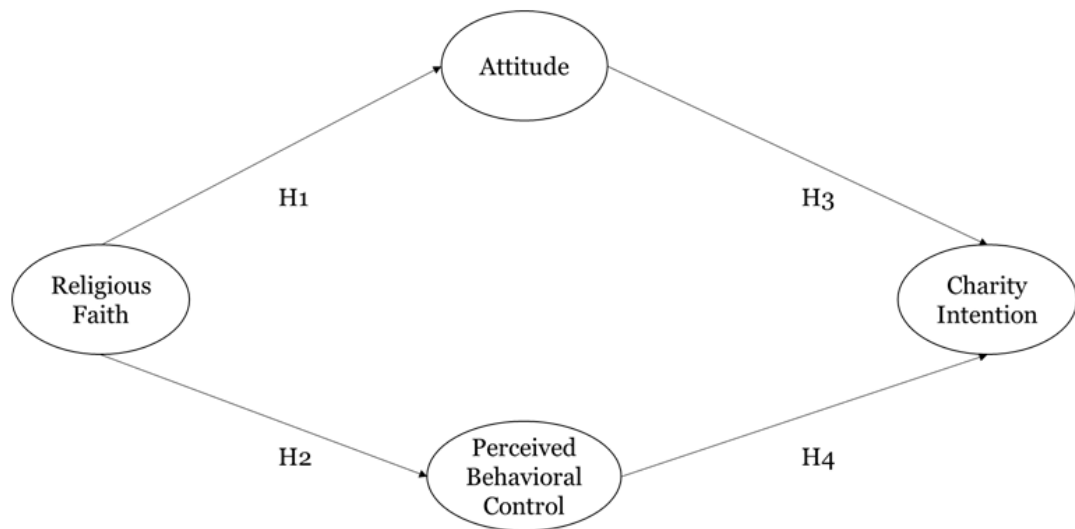 Attitude
H1
H3
Religious
Faith
Charity
Intention
H2
H4
Perceived
Behavioral
Control